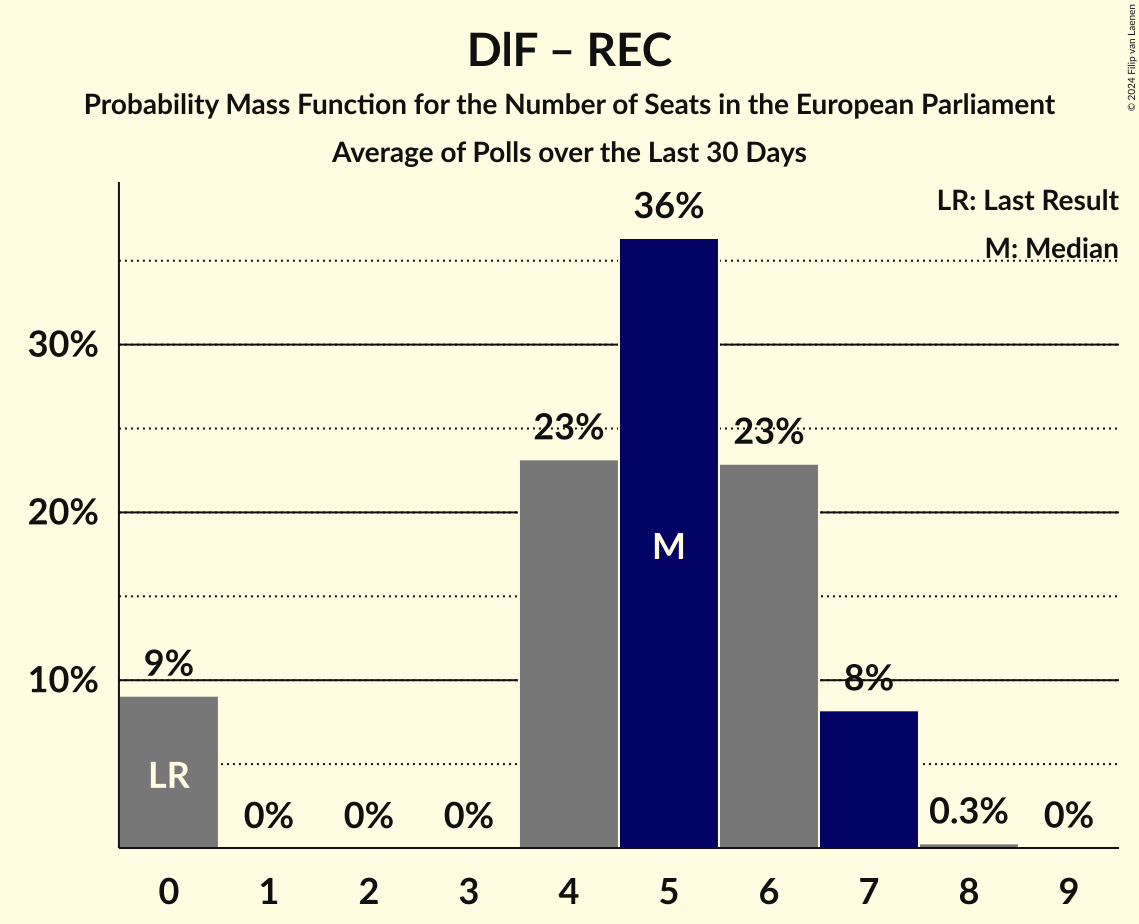 DIF – REC
Probability Mass Function for the Number of Seats in the European Parliament
Average of Polls over the Last 30 Days
© 2024 Filip van Laenen
LR: Last Result
M: Median
30%
20%
10%
9%
0%
0%
0%
23%
36%
23%
8%
0.3%
0%
LR
M
0 1 2 3 4 5 6 7 8 9